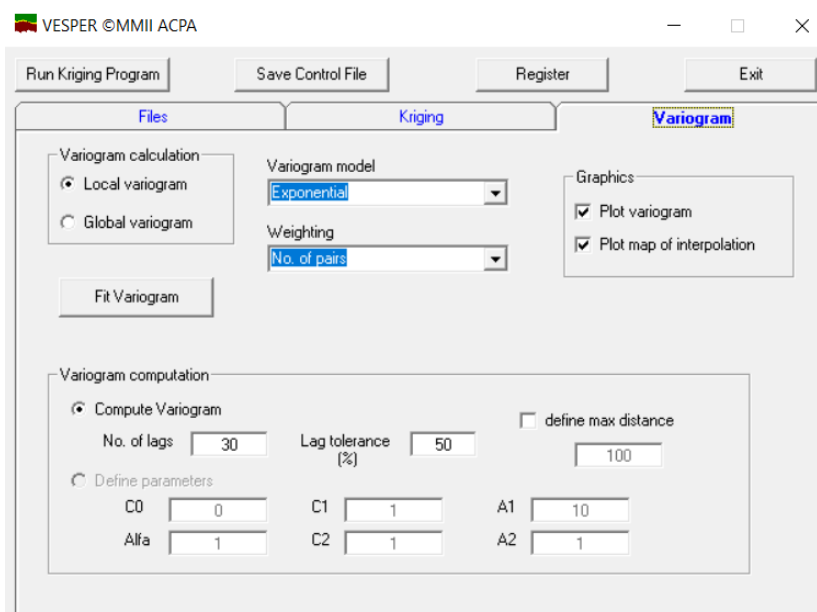 VESPER ©MMII ACPA
Run Kriging Program Save Control File Register Exit
Files Kriging Variogram
Variogram calculation
Local variogram
Global variogram
Variogram model
Exponential
Weighting
No. of pairs
Graphics
Plot variogram
Plot map of interpolation
Fit Variogram
Variogram computation
Compute Variogram
No. of lags 30 Lag tolerance (%) 50
define max distance
100
Define parameters
C0 0 C1 1 A1 10
Alfa 1 C2 1 A2 1